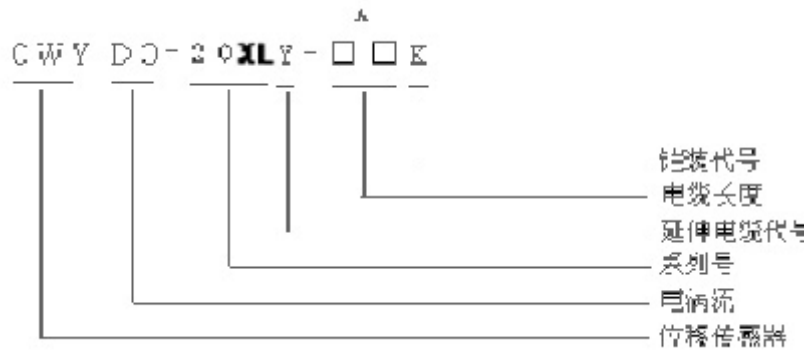 A
CWY DO-20XLY-□□K
铠装代号
电缆长度
延伸电缆代号
系列号
电涡流
位移传感器